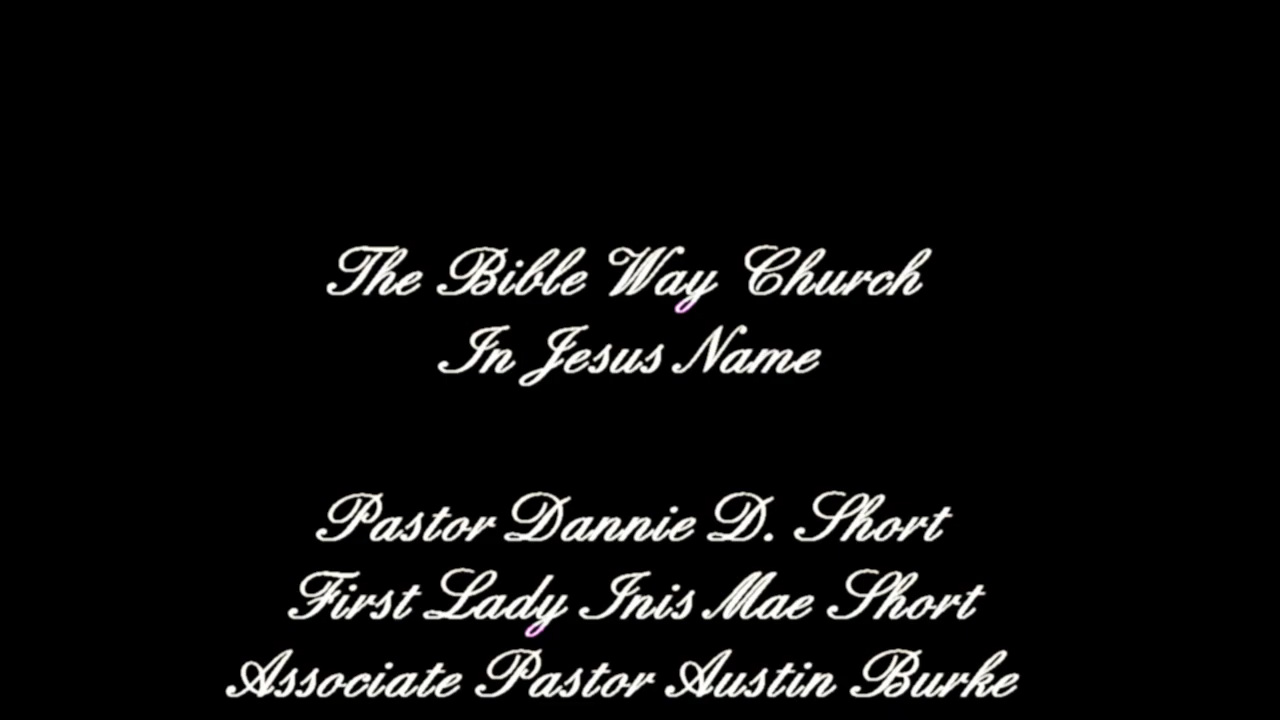 The Bible Way Church
In Jesus Name
Pastor Dannie D. Short
First Lady Inis Mae Short
Associate Pastor Austin Burke